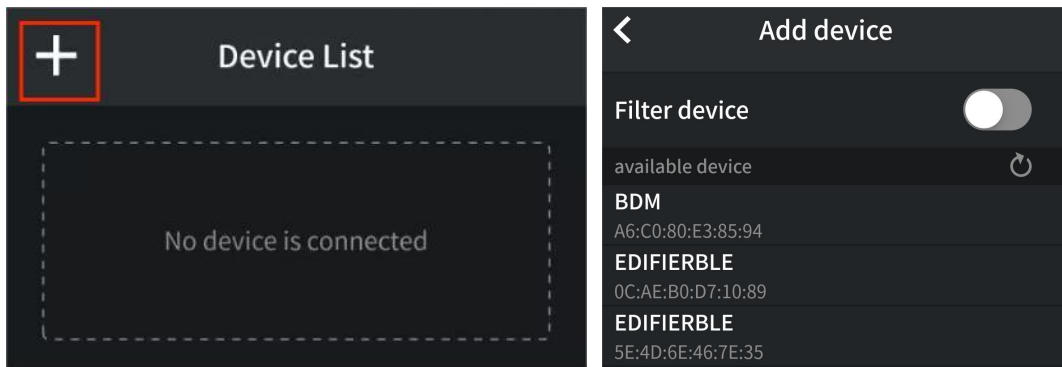 Device List
No device is connected
Add device
Filter device
available device
BDM
A6:C0:80:E3:85:94
EDIFIERBLE
0C:AE:B0:D7:10:89
EDIFIERBLE
5E:4D:6E:46:7E:35